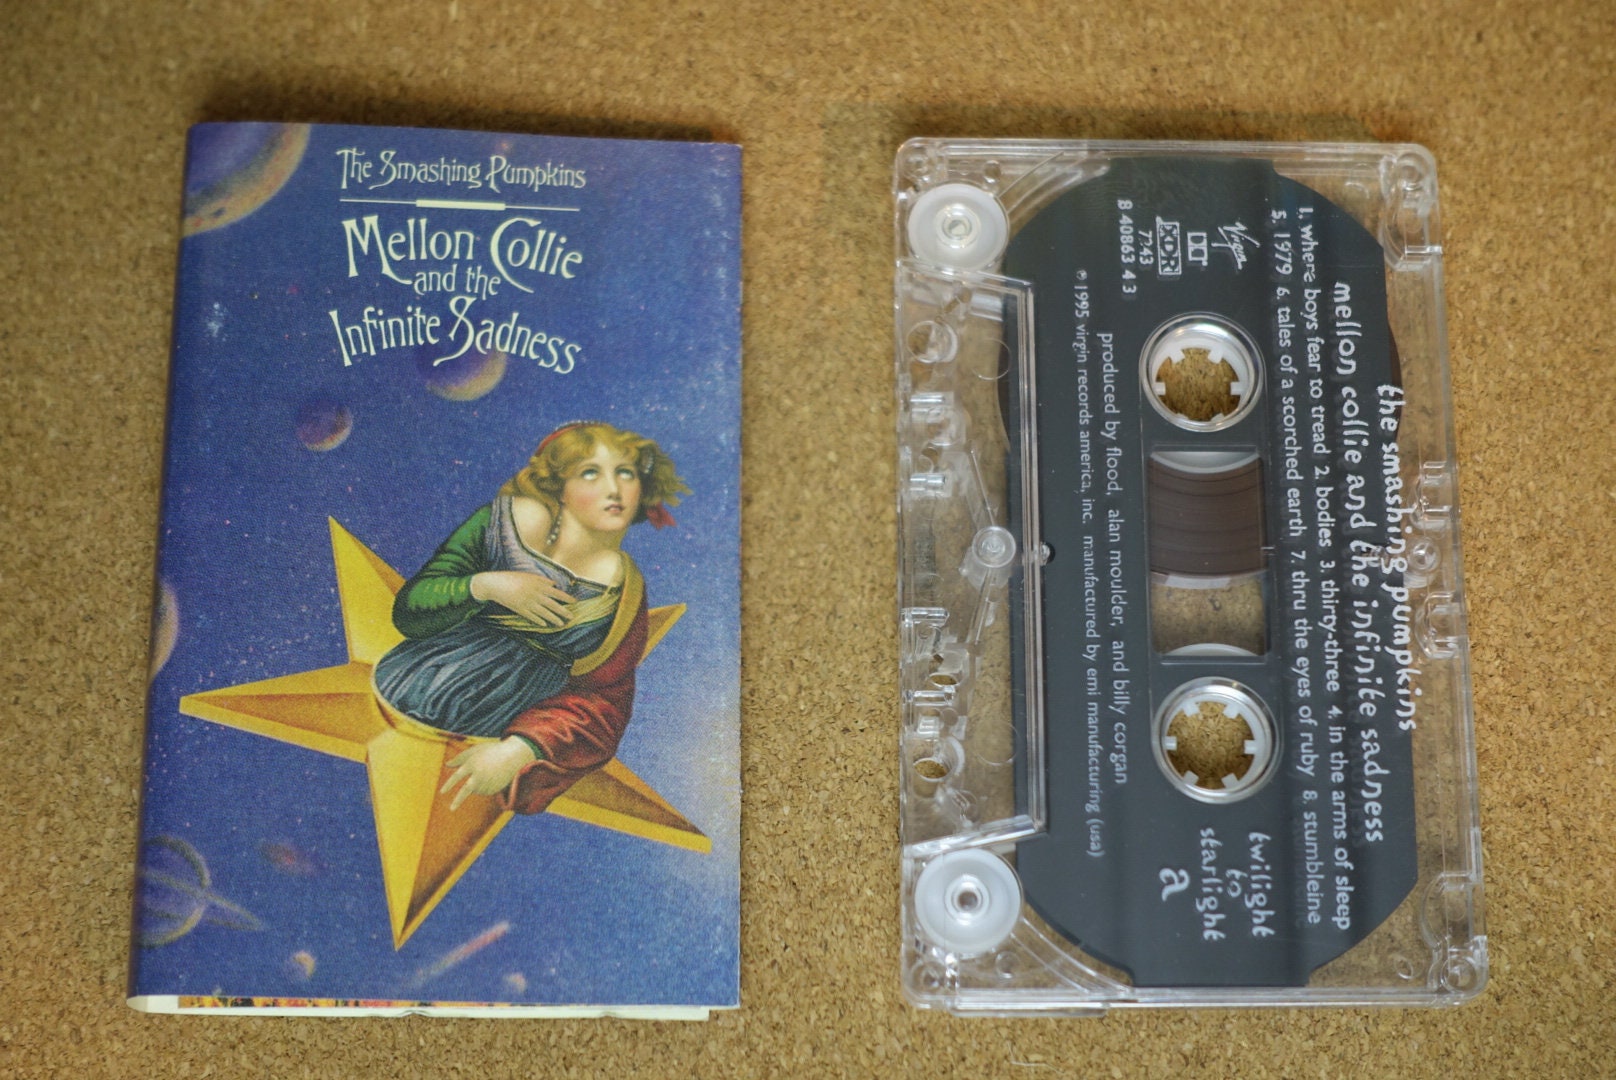 The Smashing Pumpkins
Mellon Collie
and the
Infinite Sadness
the smashing pumpkins
mellon collie and the infinite sadness
1. where boys fear to tread 2. bodies 3. thirty-three 4. in the arms of sleep
5. 1979 6. tales of a scorched earth 7. thru the eyes of ruby 8. stumbleine
Virgin
XDR
7243
8 40863 4 3
twilight
to
starlight
a
produced by flood, alan moulder, and billy corgan
℗1995 virgin records america, inc. manufactured by emi manufacturing (usa)